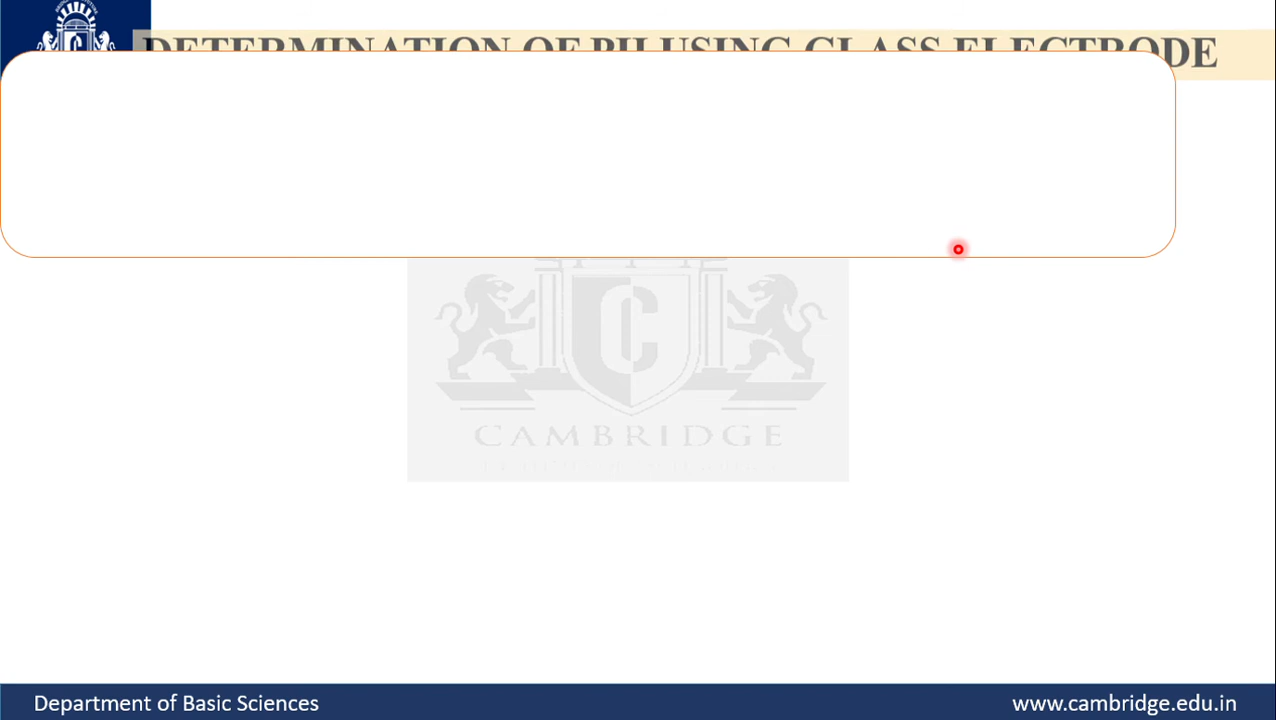 DETERMINATION OF PH USING GLASS ELECTRODE
CAMBRIDGE
Department of Basic Sciences
www.cambridge.edu.in